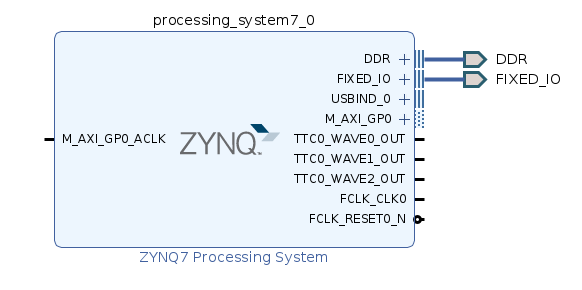 processing_system7_0
DDR
DDR
FIXED_IO
FIXED_IO
USBIND_0
M_AXI_GP0
M_AXI_GP0_ACLK
ZYNQ
TTC0_WAVE0_OUT
TTC0_WAVE1_OUT
TTC0_WAVE2_OUT
FCLK_CLK0
FCLK_RESET0_N
ZYNQ7 Processing System